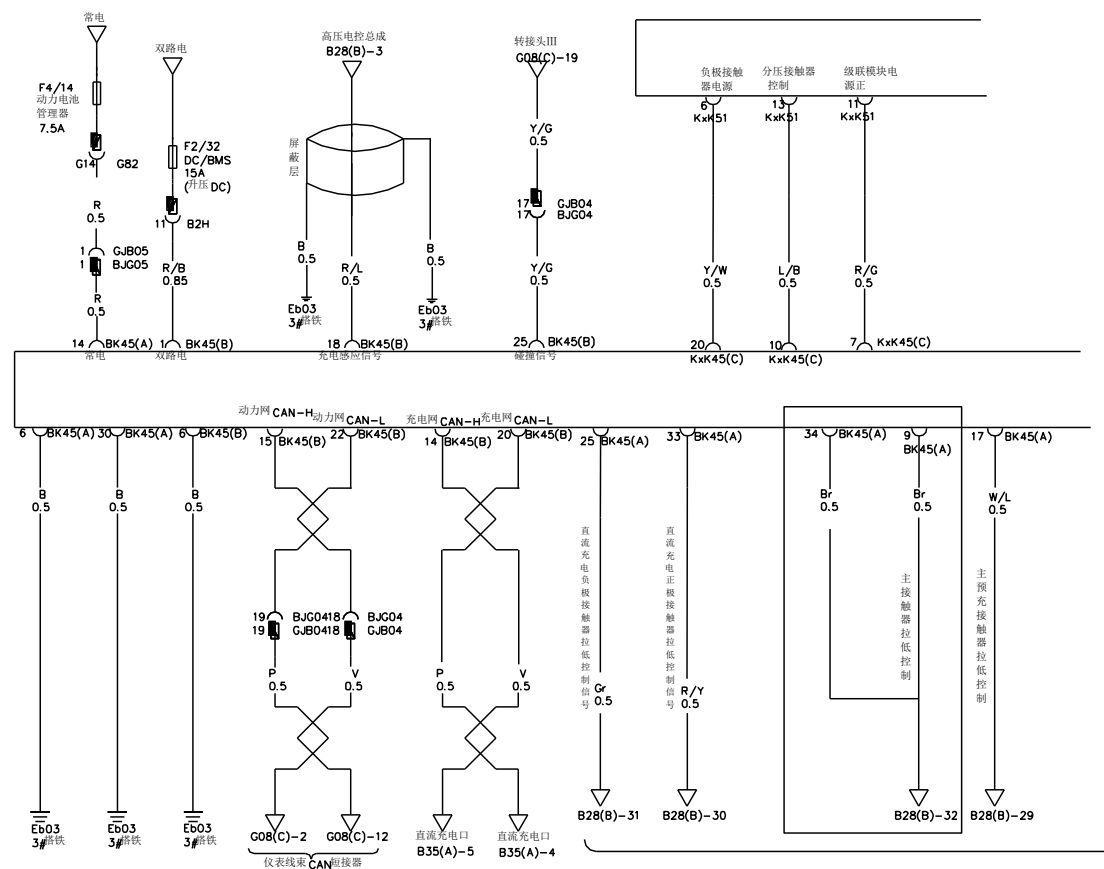 常电
双路电
高压电控总成
B28(B)-3
转接头III
G08(C)-19
负极接触
器电源
分压接触器
控制
级联模块电
源正
6
KxK51
13
KxK51
11
KxK51
F4/14
动力电池
管理器
7.5A
G14
G82
F2/32
DC/BMS
15A
(升压DC)
11
B2H
屏蔽层
Y/G
0.5
17
GJB04
17
BJG04
R
0.5
1
GJB05
1
BJG05
R
0.5
R/B
0.85
B
0.5
R/L
0.5
B
0.5
Y/G
0.5
Y/W
0.5
L/B
0.5
R/G
0.5
Eb03
3#搭铁
Eb03
3#搭铁
14
BK45(A)
常电
1
BK45(B)
双路电
18
BK45(B)
充电感应信号
25
BK45(B)
碰撞信号
20
KxK45(C)
10
KxK45(C)
7
KxK45(C)
动力网CAN-H
动力网CAN-L
充电网CAN-H
充电网CAN-L
6
BK45(A)
30
BK45(A)
6
BK45(B)
15
BK45(B)
22
BK45(B)
14
BK45(B)
20
BK45(B)
25
BK45(A)
33
BK45(A)
34
BK45(A)
9
BK45(A)
17
BK45(A)
B
0.5
B
0.5
B
0.5
Br
0.5
Br
0.5
W/L
0.5
直流充电负极接触器拉低控制信号
直流充电正极接触器拉低控制信号
主接触器拉低控制
主预充接触器拉低控制
19
BJG04
18
BJG04
19
GJB04
18
GJB04
P
0.5
V
0.5
P
0.5
V
0.5
Gr
0.5
R/Y
0.5
Eb03
3#搭铁
Eb03
3#搭铁
Eb03
3#搭铁
G08(C)-2
G08(C)-12
仪表线束CAN短接器
直流充电口
B35(A)-5
直流充电口
B35(A)-4
B28(B)-31
B28(B)-30
B28(B)-32
B28(B)-29